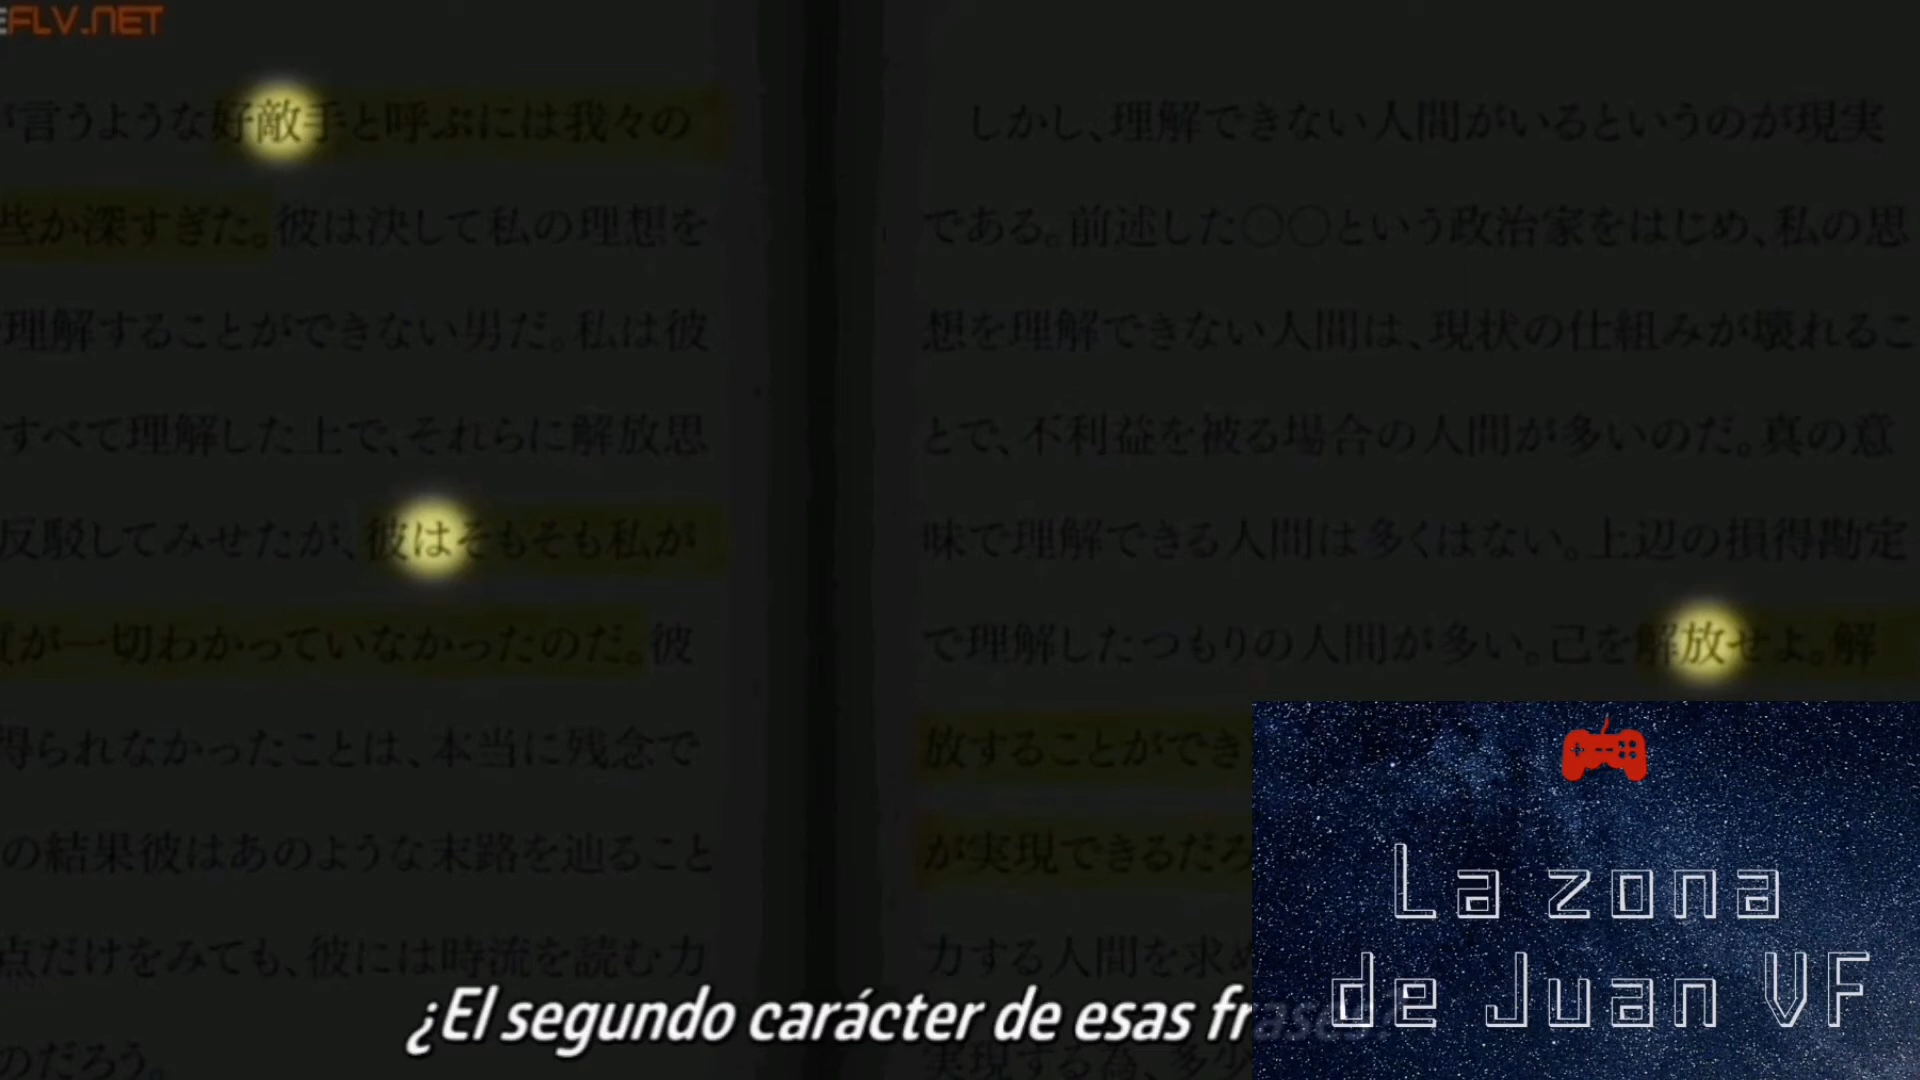 EFLV.NET
が言うような好敵手と呼ぶには我々の
些か深すぎた。彼は決して私の理想を
理解することができない男だ。私は彼
すべて理解した上で、それらに解放思
反駁してみせたが、彼はそもそも私が
質が一切わかっていなかったのだ。彼
得られなかったことは、本当に残念で
の結果彼はあのような末路を辿ること
点だけをみても、彼には時流を読む力
のだろう。
しかし、理解できない人間がいるというのが現実
である。前述した〇〇という政治家をはじめ、私の思
想を理解できない人間は、現状の仕組みが壊れるこ
とで、不利益を被る場合の人間が多いのだ。真の意
味で理解できる人間は多くはない。上辺の損得勘定
で理解したつもりの人間が多い。己を解放せよ。解
放することができ
が実現できるだろ
力する人間を求め
実現する為、多少
¿El segundo carácter de esas frases?
La zona
de Juan VF